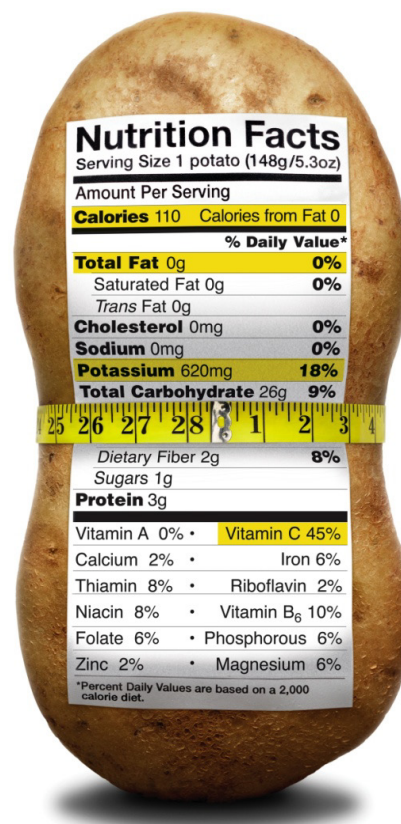 Nutrition Facts
Serving Size 1 potato (148g/5.3oz)
Amount Per Serving
Calories 110 Calories from Fat 0
% Daily Value*
Total Fat 0g 0%
Saturated Fat 0g 0%
Trans Fat 0g
Cholesterol 0mg 0%
Sodium 0mg 0%
Potassium 620mg 18%
Total Carbohydrate 26g 9%
25 26 27 28 1 2 3 4
Dietary Fiber 2g 8%
Sugars 1g
Protein 3g
Vitamin A 0% • Vitamin C 45%
Calcium 2% • Iron 6%
Thiamin 8% • Riboflavin 2%
Niacin 8% • Vitamin B6 10%
Folate 6% • Phosphorous 6%
Zinc 2% • Magnesium 6%
*Percent Daily Values are based on a 2,000
calorie diet.